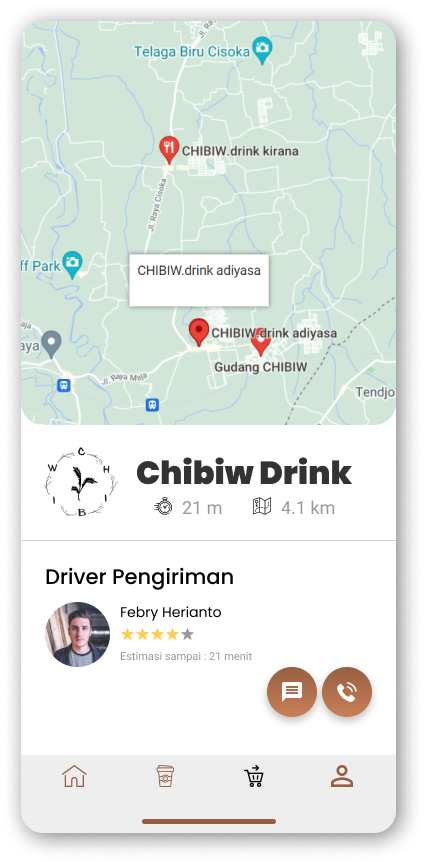 Telaga Biru Cisoka
Jl. Ra
CHIBIW.drink kirana
Jl. Raya Cisoka
ff Park
CHIBIW.drink adiyasa
CHIBIW.drink adiyasa
aya
Gudang CHIBIW
Jl. Raya Maja
Tendjo
C
W H
I I
B
Chibiw Drink
21 m 4.1 km
Driver Pengiriman
Febry Herianto
Estimasi sampai : 21 menit